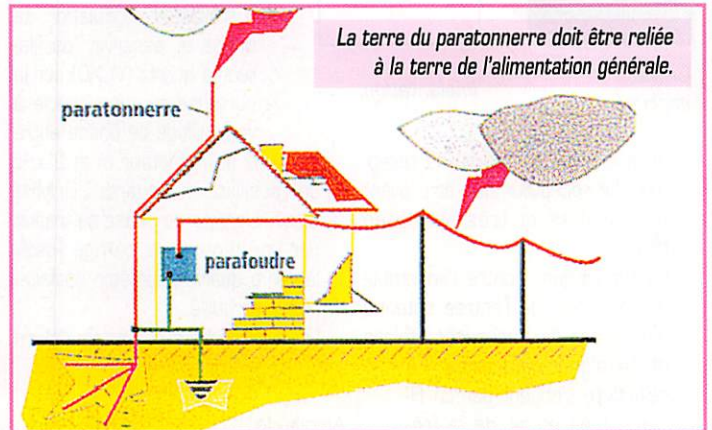 La terre du paratonnerre doit être reliée
à la terre de l'alimentation générale.
paratonnerre
parafoudre